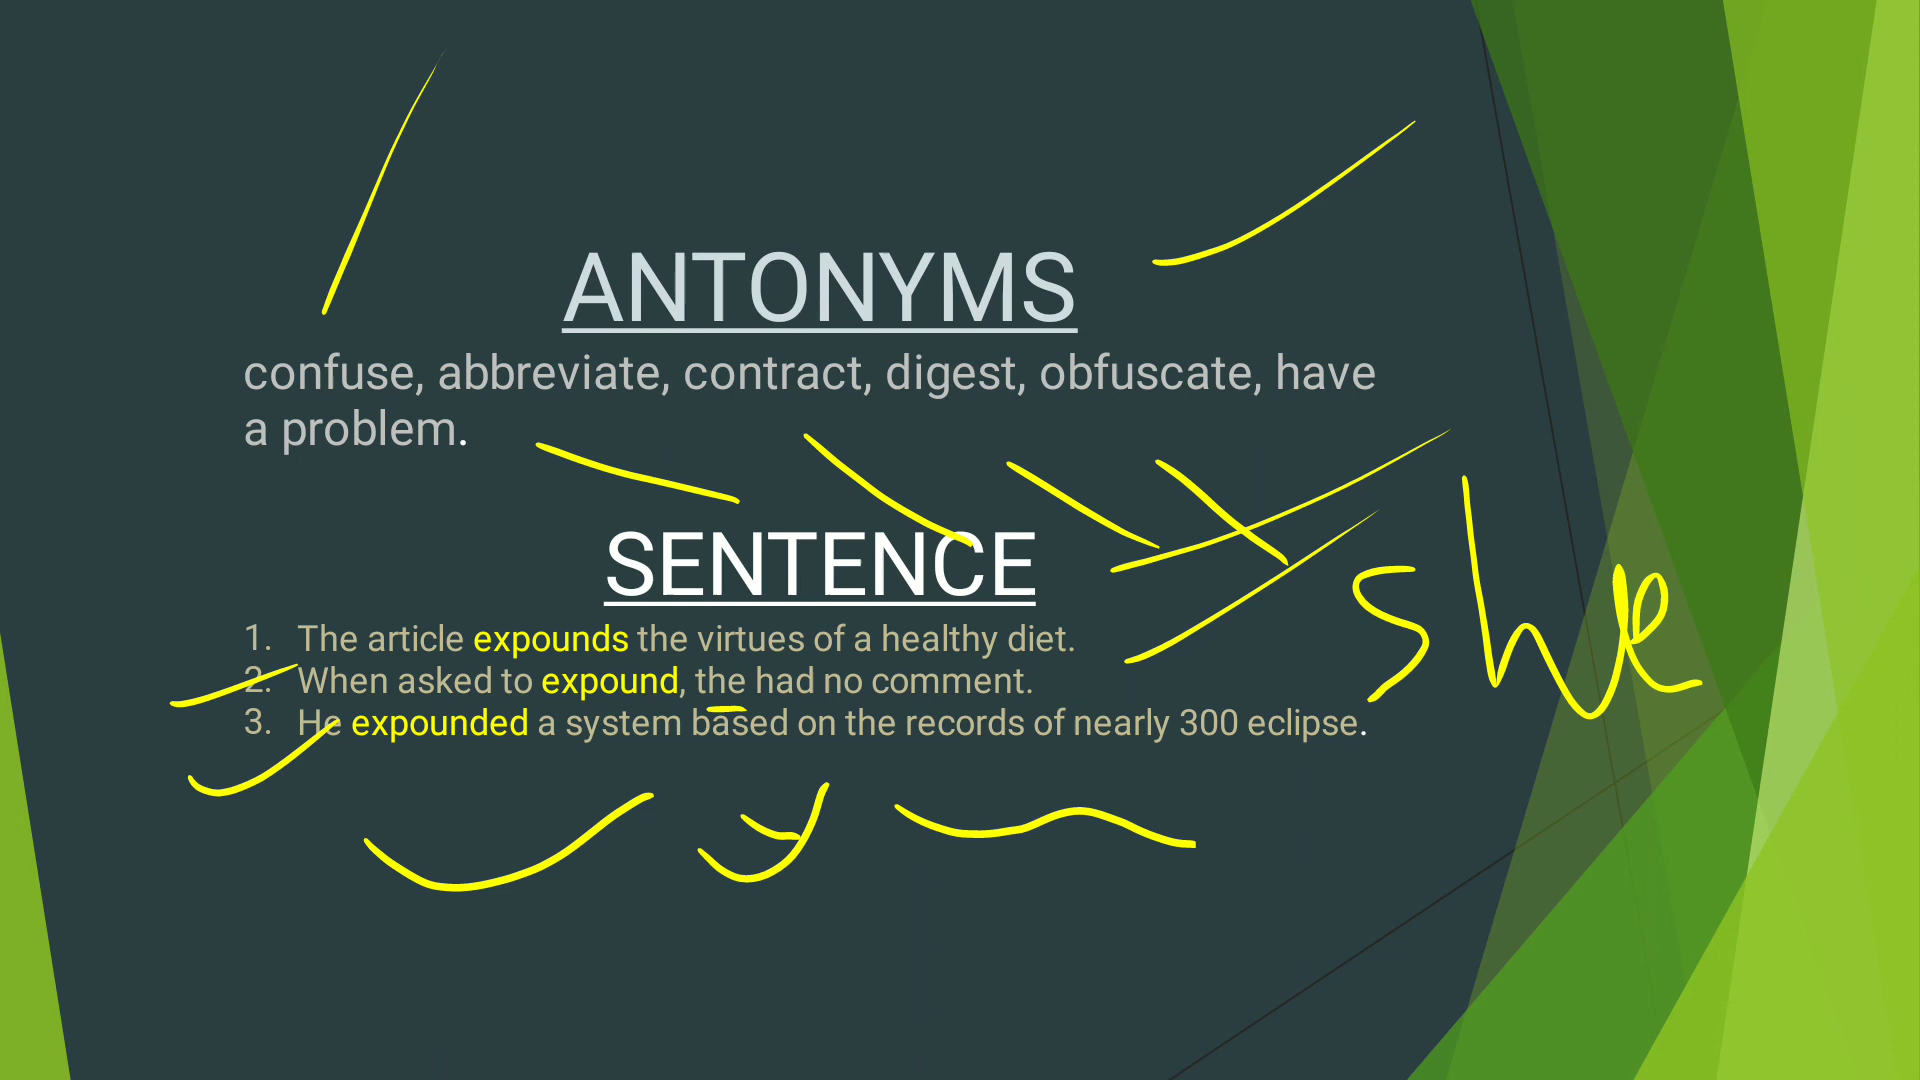 ANTONYMS
confuse, abbreviate, contract, digest, obfuscate, have
a problem.
SENTENCE
1. The article expounds the virtues of a healthy diet.
2. When asked to expound, the had no comment.
3. He expounded a system based on the records of nearly 300 eclipse.
she